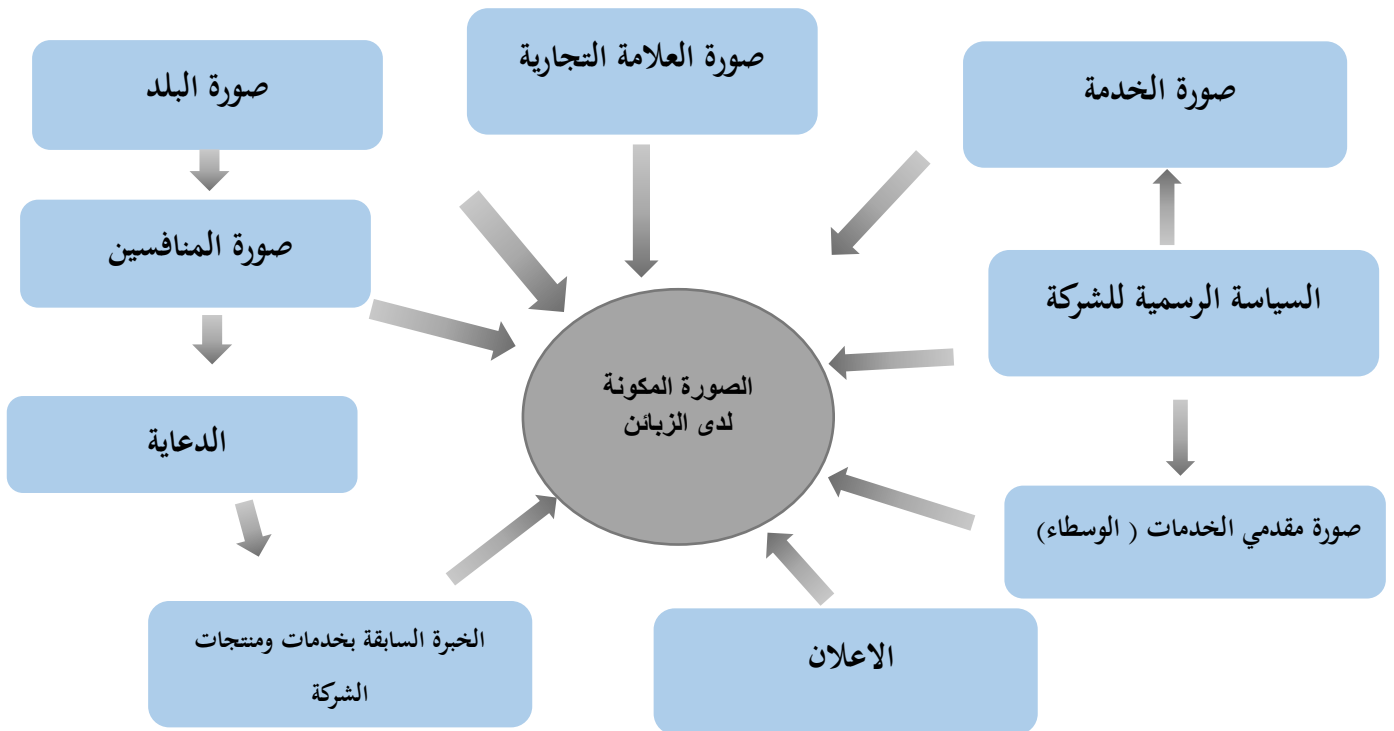 صورة الخدمة
صورة العلامة التجارية
صورة البلد
صورة المنافسين
السياسة الرسمية للشركة
الصورة المكونة
لدى الزبائن
الدعاية
صورة مقدمي الخدمات ( الوسطاء)
الاعلان
الخبرة السابقة بخدمات ومنتجات
الشركة